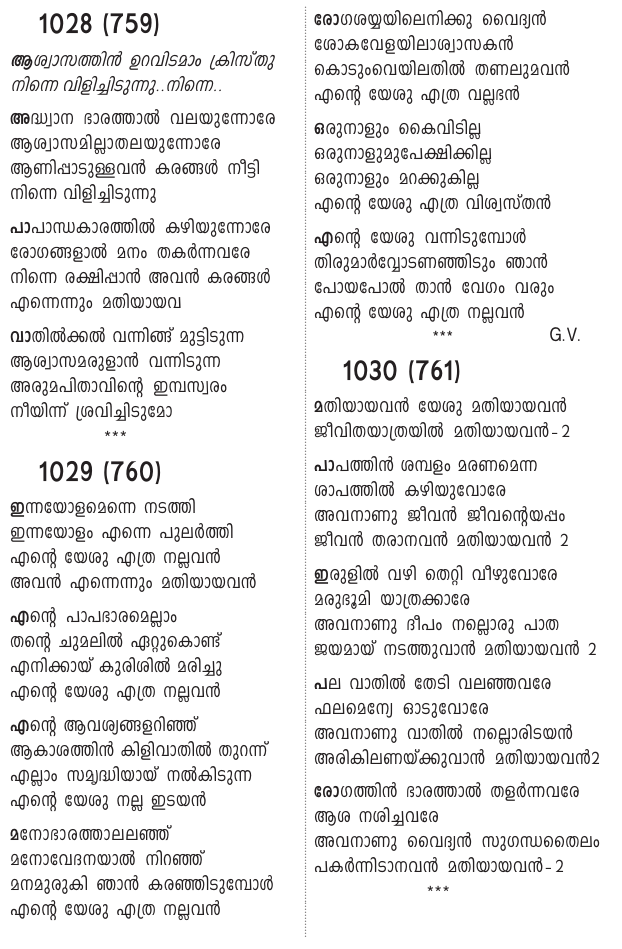 1028 (759)
ആശ്വാസത്തിൻ ഉറവിടമാം ക്രിസ്തു
നിന്നെ വിളിച്ചിടുന്നു..നിന്നെ..
അദ്ധ്വാന ഭാരത്താൽ വലയുന്നോരേ
ആശ്വാസമില്ലാതലയുന്നോരേ
ആണിപ്പാടുള്ളവൻ കരങ്ങൾ നീട്ടി
നിന്നെ വിളിച്ചിടുന്നു
പാപാന്ധകാരത്തിൽ കഴിയുന്നോരേ
രോഗങ്ങളാൽ മനം തകർന്നവരേ
നിന്നെ രക്ഷിപ്പാൻ അവൻ കരങ്ങൾ
എന്നെന്നും മതിയായവ
വാതിൽക്കൽ വന്നിങ്ങ് മുട്ടിടുന്ന
ആശ്വാസമരുളാൻ വന്നിടുന്ന
അരുമപിതാവിന്റെ ഇമ്പസ്വരം
നീയിന്ന് ശ്രവിച്ചിടുമോ
***
1029 (760)
ഇന്നയോളമെന്നെ നടത്തി
ഇന്നയോളം എന്നെ പുലർത്തി
എന്റെ യേശു എത്ര നല്ലവൻ
അവൻ എന്നെന്നും മതിയായവൻ
എന്റെ പാപഭാരമെല്ലാം
തന്റെ ചുമലിൽ ഏറ്റുകൊണ്ട്
എനിക്കായ് കുരിശിൽ മരിച്ചു
എന്റെ യേശു എത്ര നല്ലവൻ
എന്റെ ആവശ്യങ്ങളറിഞ്ഞ്
ആകാശത്തിൻ കിളിവാതിൽ തുറന്ന്
എല്ലാം സമൃദ്ധിയായ് നൽകിടുന്ന
എന്റെ യേശു നല്ല ഇടയൻ
മനോഭാരത്താലലഞ്ഞ്
മനോവേദനയാൽ നിറഞ്ഞ്
മനമുരുകി ഞാൻ കരഞ്ഞിടുമ്പോൾ
എന്റെ യേശു എത്ര നല്ലവൻ
രോഗശയ്യയിലെനിക്കു വൈദ്യൻ
ശോകവേളയിലാശ്വാസകൻ
കൊടുംവെയിലതിൽ തണലുമവൻ
എന്റെ യേശു എത്ര വല്ലഭൻ
ഒരുനാളും കൈവിടില്ല
ഒരുനാളുമുപേക്ഷിക്കില്ല
ഒരുനാളും മറക്കുകില്ല
എന്റെ യേശു എത്ര വിശ്വസ്തൻ
എന്റെ യേശു വന്നിടുമ്പോൾ
തിരുമാർവ്വോടണഞ്ഞിടും ഞാൻ
പോയപോൽ താൻ വേഗം വരും
എന്റെ യേശു എത്ര നല്ലവൻ
*** G.V.
1030 (761)
മതിയായവൻ യേശു മതിയായവൻ
ജീവിതയാത്രയിൽ മതിയായവൻ-2
പാപത്തിൻ ശമ്പളം മരണമെന്ന
ശാപത്തിൽ കഴിയുവോരേ
അവനാണു ജീവൻ ജീവന്റെയപ്പം
ജീവൻ തരാനവൻ മതിയായവൻ 2
ഇരുളിൽ വഴി തെറ്റി വീഴുവോരേ
മരുഭൂമി യാത്രക്കാരേ
അവനാണു ദീപം നല്ലൊരു പാത
ജയമായ് നടത്തുവാൻ മതിയായവൻ 2
പല വാതിൽ തേടി വലഞ്ഞവരേ
ഫലമെന്യേ ഓടുവോരേ
അവനാണു വാതിൽ നല്ലൊരിടയൻ
അരികിലണയ്ക്കുവാൻ മതിയായവൻ2
രോഗത്തിൻ ഭാരത്താൽ തളർന്നവരേ
ആശ നശിച്ചവരേ
അവനാണു വൈദ്യൻ സുഗന്ധതൈലം
പകർന്നിടാനവൻ മതിയായവൻ-2
***